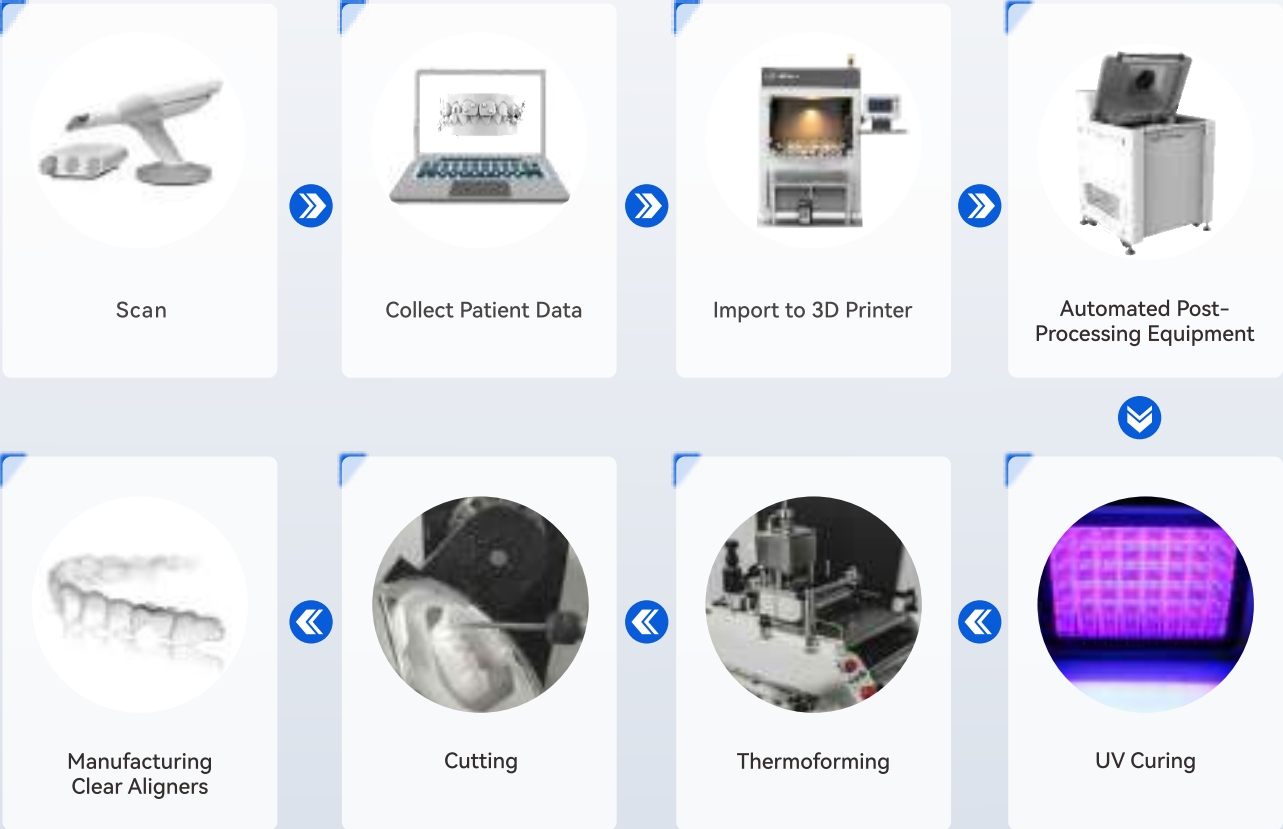 Scan
Collect Patient Data
Import to 3D Printer
Automated Post-
Processing Equipment
UV Curing
Thermoforming
Cutting
Manufacturing
Clear Aligners